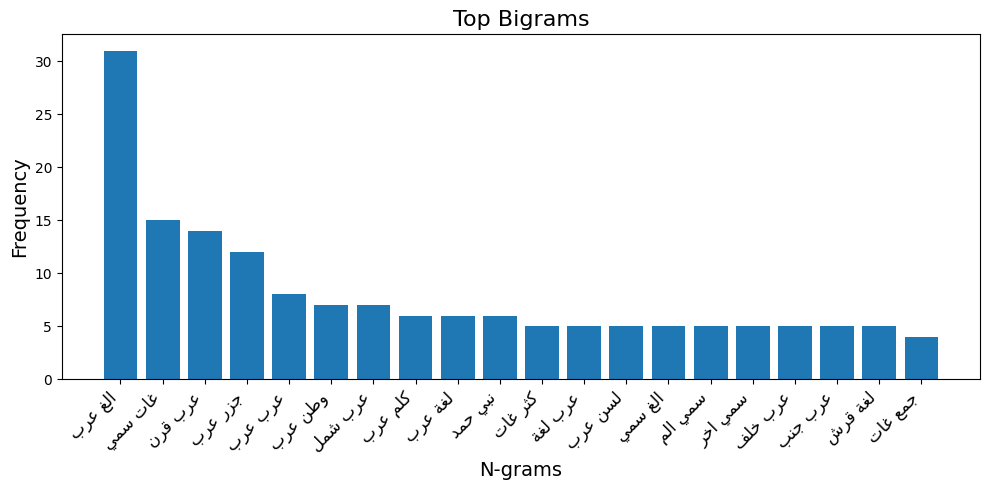 Top Bigrams
Frequency
30
25
20
15
10
5
0
الغ عرب
غات سمي
عرب قرن
جزر عرب
عرب عرب
وطن عرب
عرب شمل
كلم عرب
لغة عرب
نبي حمد
كثر غات
عرب لغة
لسن عرب
الغ سمي
سمي الم
سمي اخر
عرب خلف
عرب جنب
لغة قرش
جمع غات
N-grams